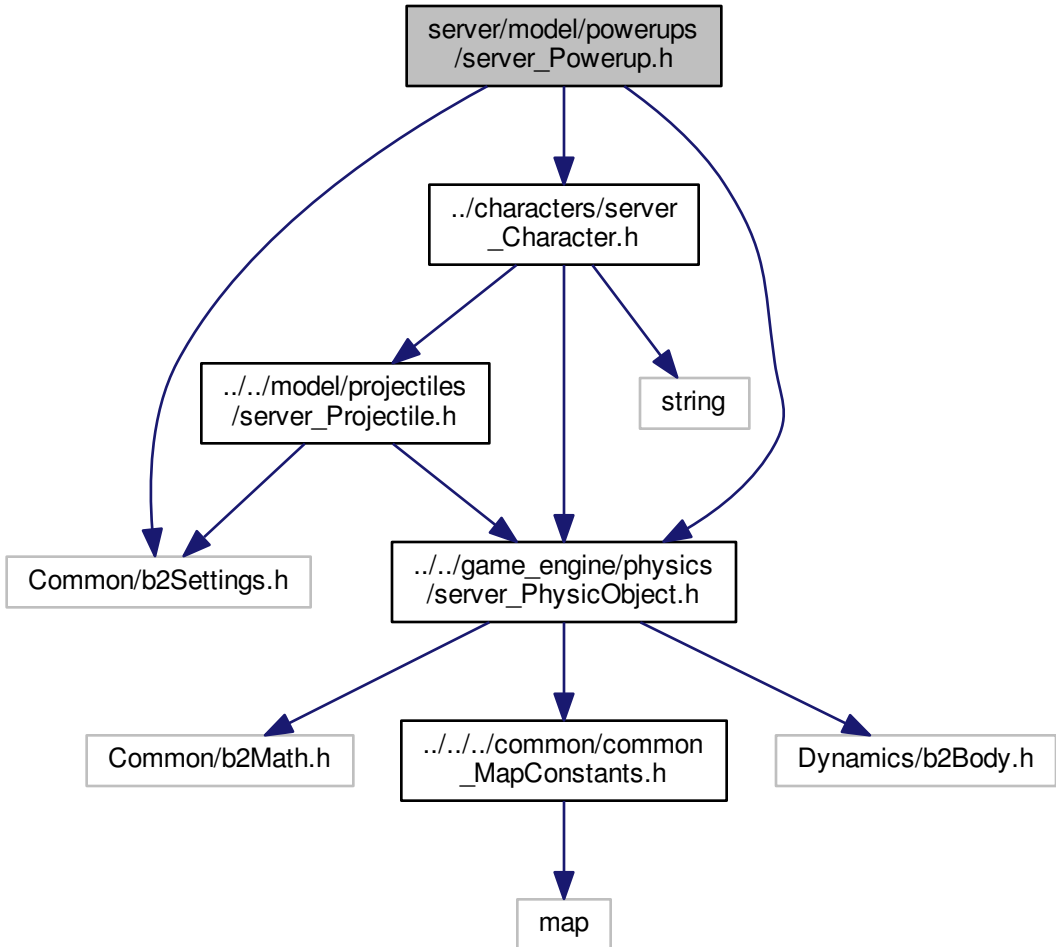 server/model/powerups
/server_Powerup.h
../characters/server
_Character.h
../../model/projectiles
/server_Projectile.h
string
Common/b2Settings.h
../../game_engine/physics
/server_PhysicObject.h
Common/b2Math.h
../../../common/common
_MapConstants.h
Dynamics/b2Body.h
map